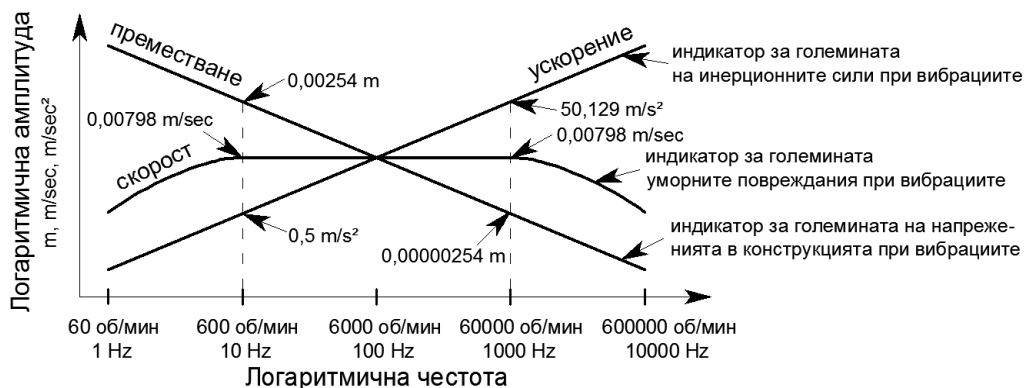 преместване
ускорение
индикатор за големината
на инерционните сили при вибрациите
0,00254 m
50,129 m/s²
0,00798 m/sec
0,00798 m/sec
скорост
индикатор за големината
уморните повреждания при вибрациите
0,5 m/s²
0,00000254 m
индикатор за големината на напреже-
нията в конструкцията при вибрациите
Логаритмична амплитуда
m, m/sec, m/sec²
60 об/мин
1 Hz
600 об/мин
10 Hz
6000 об/мин
100 Hz
60000 об/мин
1000 Hz
600000 об/мин
10000 Hz
Логаритмична честота